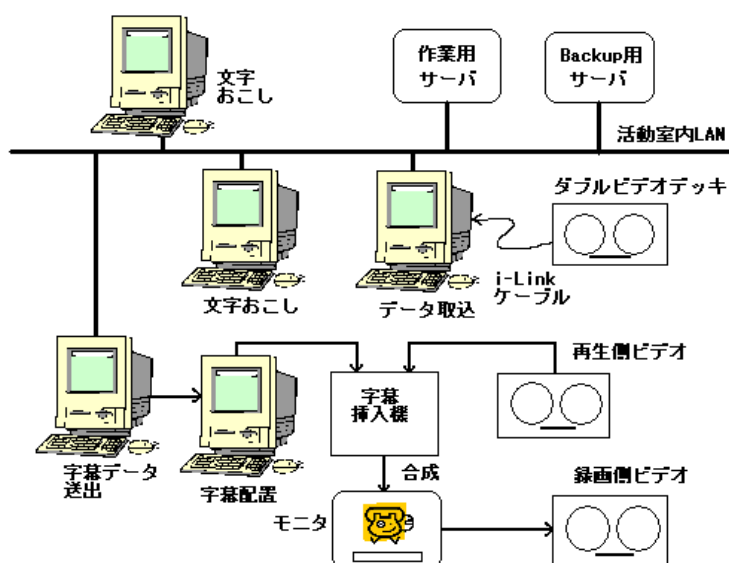 作業用
サーバ
Backup用
サーバ
文字
おこし
活動室内LAN
ダブルビデオデッキ
文字おこし
データ取込
i-Link
ケーブル
再生側ビデオ
字幕
挿入機
字幕データ
送出
字幕配置
合成
モニタ
録画側ビデオ